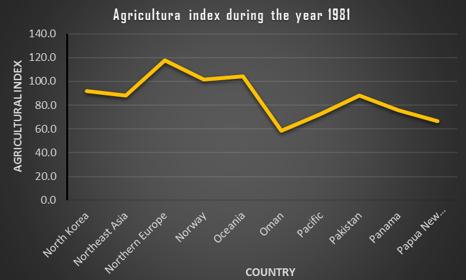 Agricultura index during the year 1981
140.0
120.0
100.0
80.0
60.0
40.0
20.0
0.0
AGRICULTURAL INDEX
North Korea
Northeast Asia
Northern Europe
Norway
Oceania
Oman
Pacific
Pakistan
Panama
Papua New...
COUNTRY